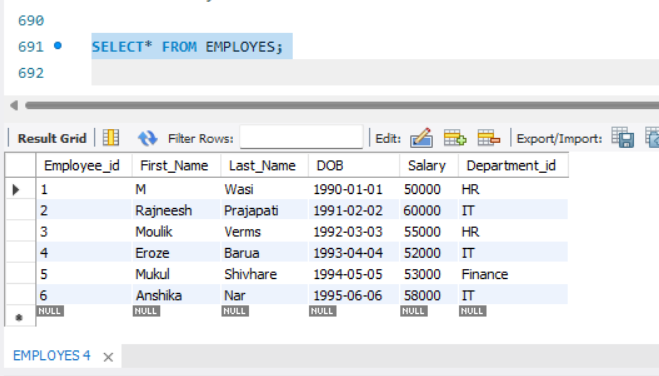 690
691 SELECT* FROM EMPLOYES;
692
Result Grid Filter Rows: Edit: Export/Import:
Employee_id First_Name Last_Name DOB Salary Department_id
1 M Wasi 1990-01-01 50000 HR
2 Rajneesh Prajapati 1991-02-02 60000 IT
3 Moulik Verms 1992-03-03 55000 HR
4 Eroze Barua 1993-04-04 52000 IT
5 Mukul Shivhare 1994-05-05 53000 Finance
6 Anshika Nar 1995-06-06 58000 IT
NULL NULL NULL NULL NULL NULL
EMPLOYES 4